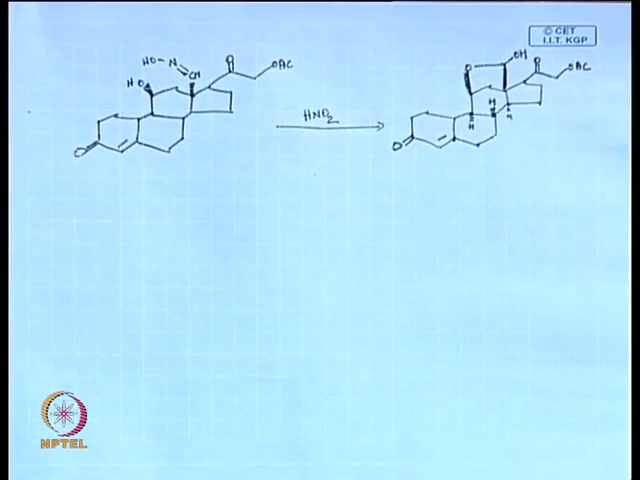 © CET
I.I.T. KGP
HO-N
CH
HO
O
OAC
O
HNO2
O
OH
O
OAC
H
H
H
O
NPTEL